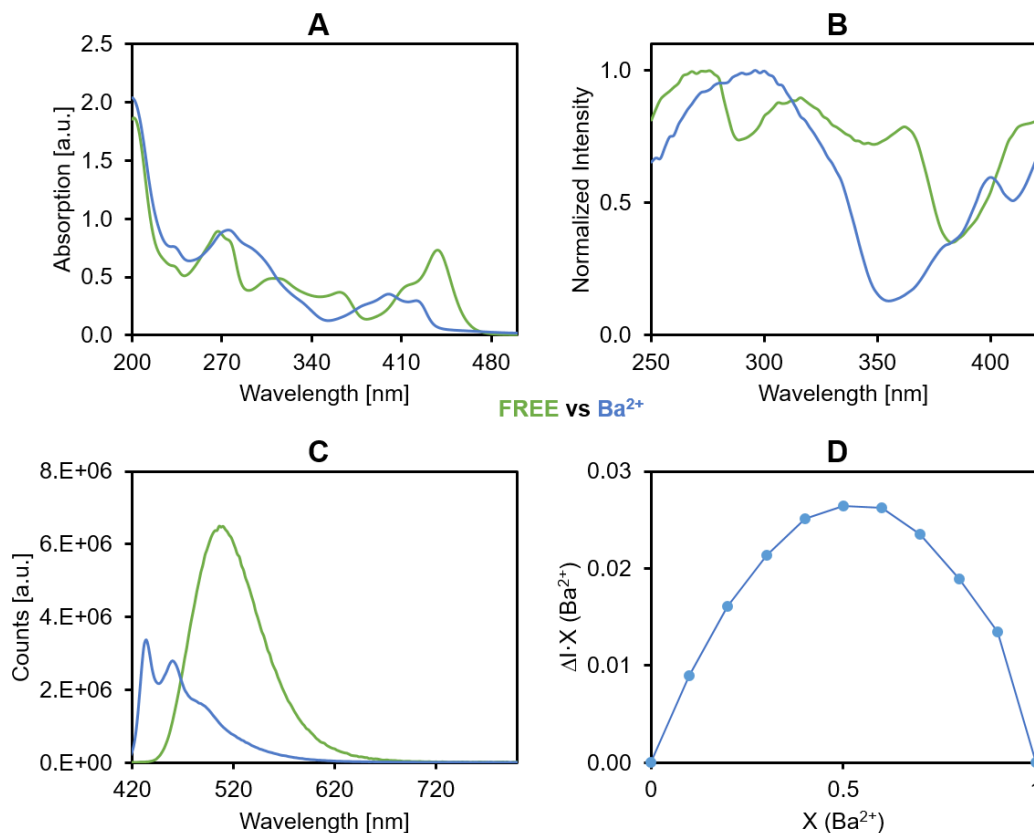 A
2.5
2.0
1.5
1.0
0.5
0.0
Absorption [a.u.]
200 270 340 410 480
Wavelength [nm]
B
1.0
0.5
0.0
Normalized Intensity
250 300 350 400
Wavelength [nm]
FREE vs Ba²⁺
C
8.E+06
6.E+06
4.E+06
2.E+06
0.E+00
Counts [a.u.]
420 520 620 720
Wavelength [nm]
D
0.03
0.02
0.01
0.00
ΔI·X (Ba²⁺)
0 0.5 1
X (Ba²⁺)